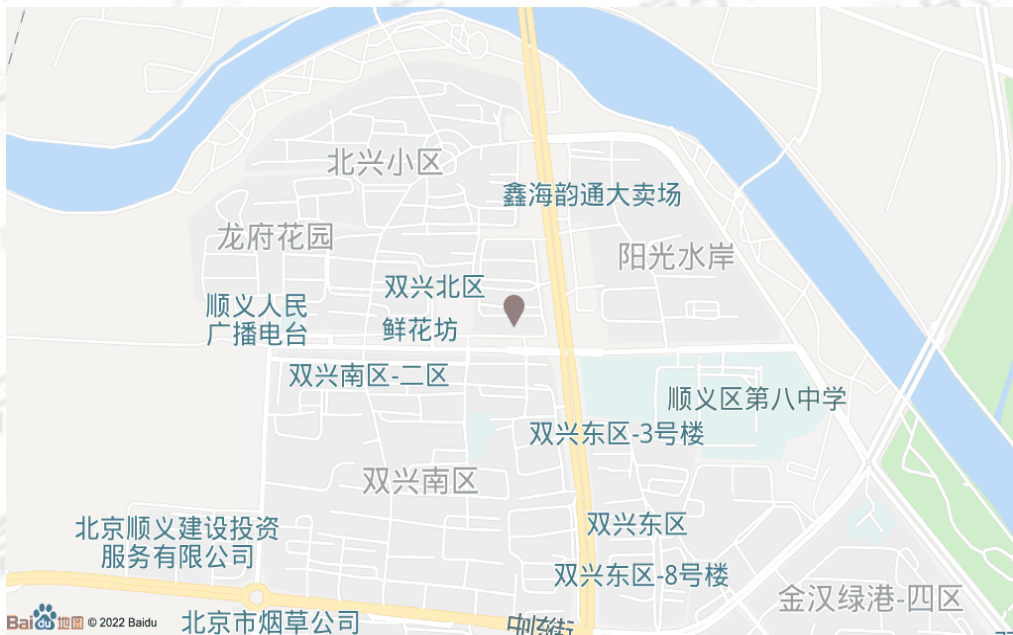 北兴小区
鑫海韵通大卖场
龙府花园
阳光水岸
双兴北区
顺义人民
广播电台
鲜花坊
双兴南区-二区
顺义区第八中学
双兴东区-3号楼
双兴南区
北京顺义建设投资
服务有限公司
双兴东区
双兴东区-8号楼
金汉绿港-四区
Bai du 地图 © 2022 Baidu
北京市烟草公司